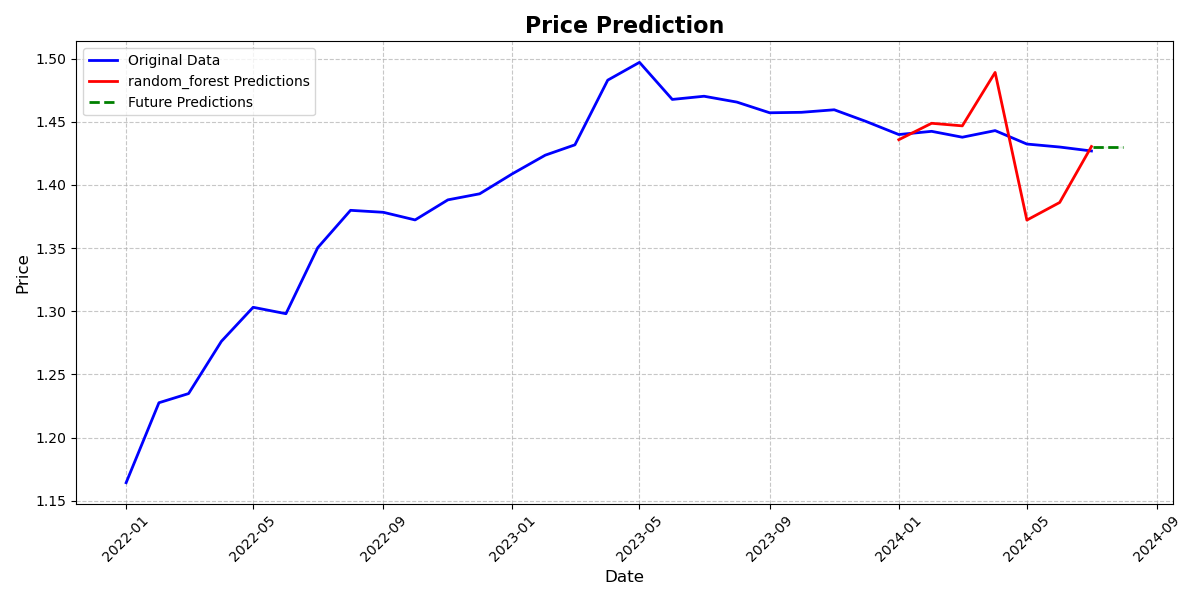 Price Prediction
Original Data
random_forest Predictions
Future Predictions
1.50
1.45
1.40
1.35
1.30
1.25
1.20
1.15
Price
2022-01
2022-05
2022-09
2023-01
2023-05
2023-09
2024-01
2024-05
2024-09
Date